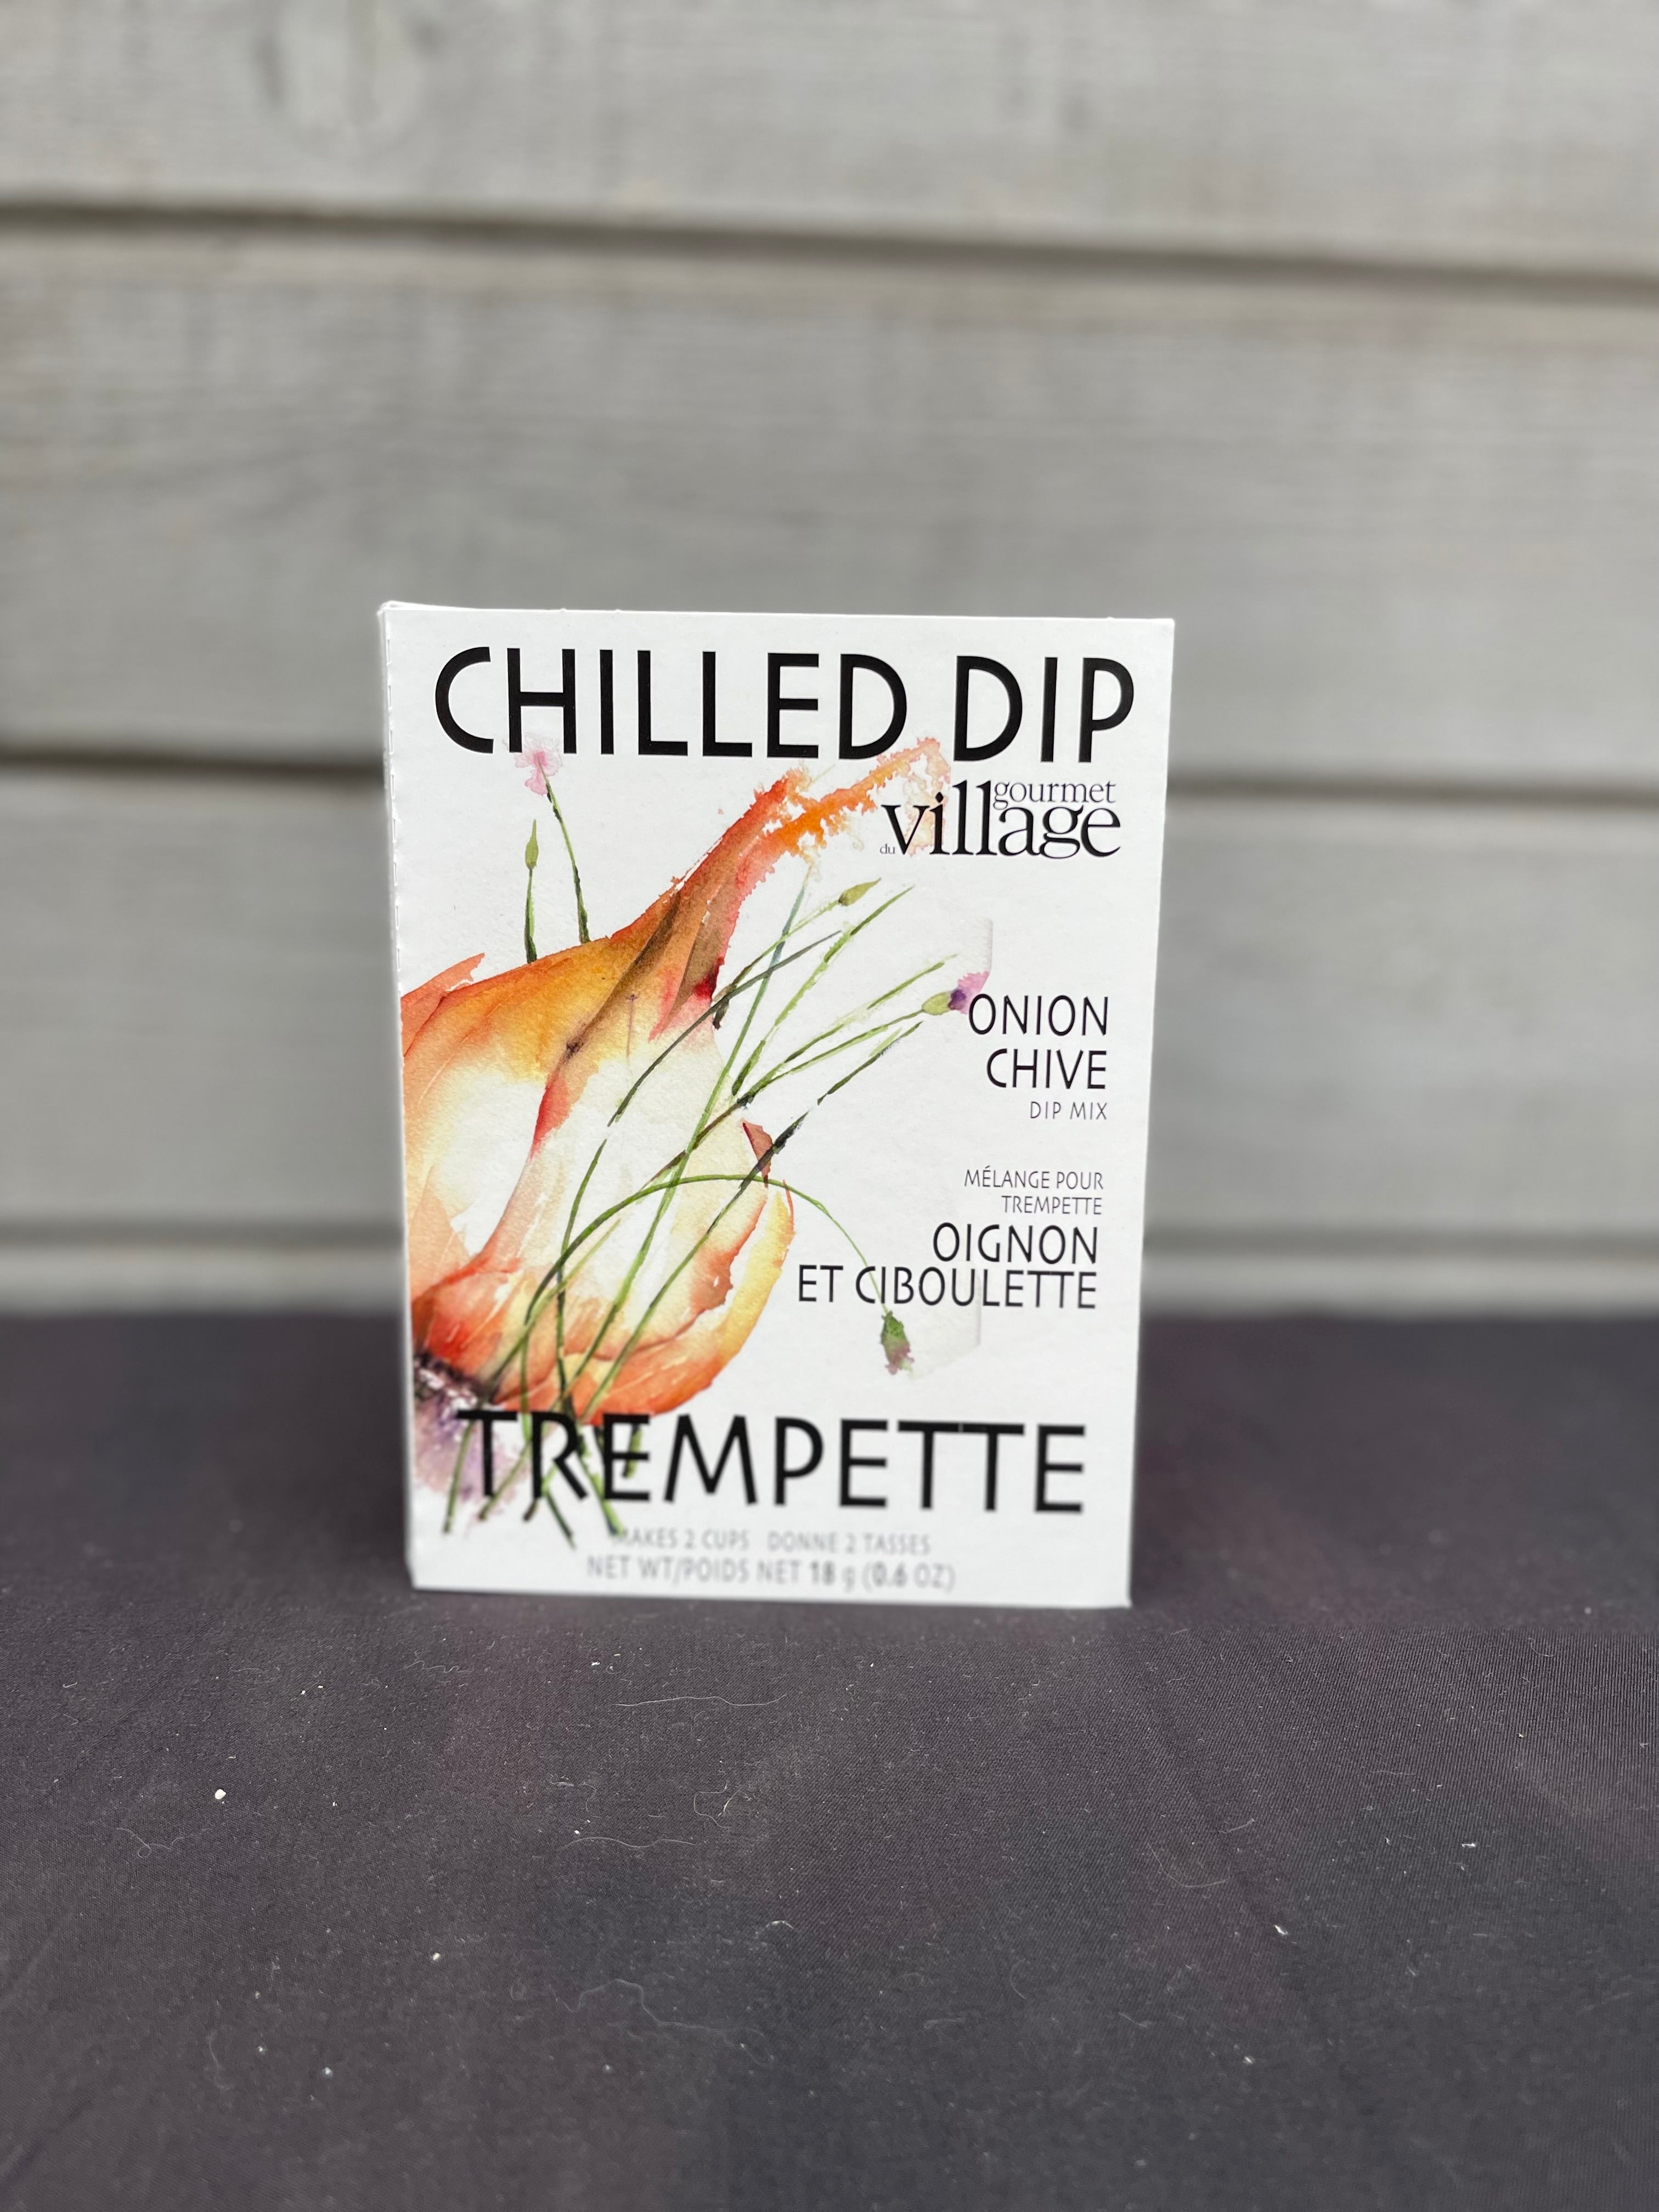 CHILLED DIP
gourmet
du village
ONION
CHIVE
DIP MIX
MÉLANGE POUR
TREMPETTE
OIGNON
ET CIBOULETTE
TREMPETTE
MAKES 2 CUPS DONNE 2 TASSES
NET WT/POIDS NET 18 g (0.6 OZ)